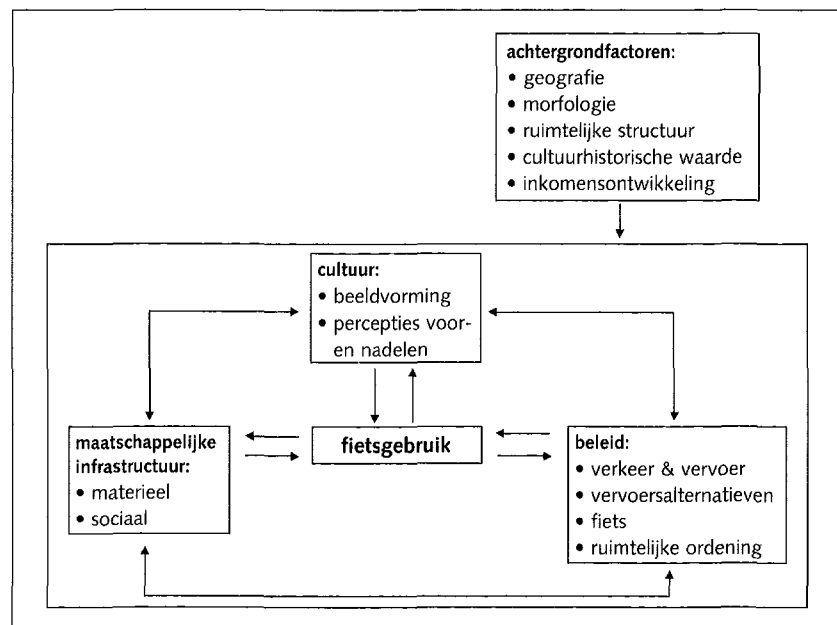 achtergrondfactoren:
• geografie
• morfologie
• ruimtelijke structuur
• cultuurhistorische waarde
• inkomensontwikkeling
cultuur:
• beeldvorming
• percepties voor-
en nadelen
maatschappelijke
infrastructuur:
• materieel
• sociaal
fietsgebruik
beleid:
• verkeer & vervoer
• vervoersalternatieven
• fiets
• ruimtelijke ordening